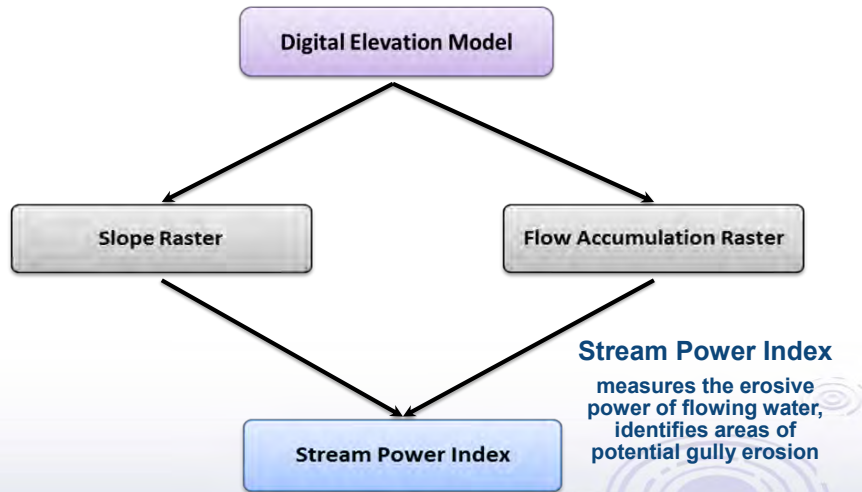 Digital Elevation Model
Slope Raster
Flow Accumulation Raster
Stream Power Index
measures the erosive
power of flowing water,
identifies areas of
potential gully erosion
Stream Power Index